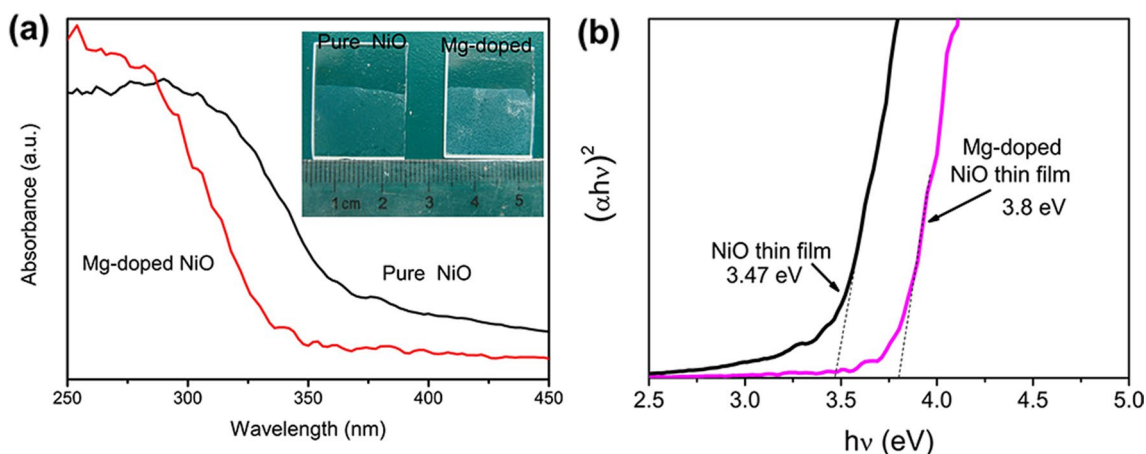 (a)
Pure NiO
Mg-doped
1cm 2 3 4 5
Mg-doped NiO
Pure NiO
Absorbance (a.u.)
250 300 350 400 450
Wavelength (nm)
(b)
(αhν)²
Mg-doped
NiO thin film
3.8 eV
NiO thin film
3.47 eV
2.5 3.0 3.5 4.0 4.5 5.0
hν (eV)